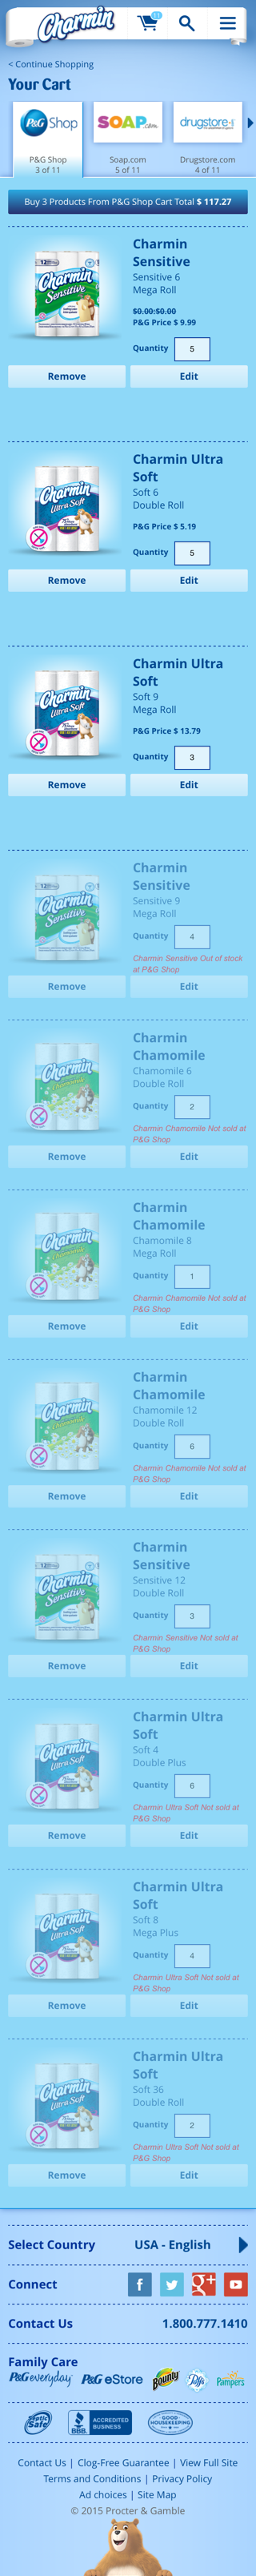 Charmin
11
< Continue Shopping
Your Cart
P&G Shop
SOAP.com
drugstore
P&G Shop
3 of 11
Soap.com
5 of 11
Drugstore.com
4 of 11
Buy 3 Products From P&G Shop Cart Total $ 117.27
Charmin
Sensitive
Sensitive 6
Mega Roll
$0.00:$0.00
P&G Price $ 9.99
Quantity 5
Remove Edit
Charmin Ultra
Soft
Soft 6
Double Roll
P&G Price $ 5.19
Quantity 5
Remove Edit
Charmin Ultra
Soft
Soft 9
Mega Roll
P&G Price $ 13.79
Quantity 3
Remove Edit
Charmin
Sensitive
Sensitive 9
Mega Roll
Quantity 4
Charmin Sensitive Out of stock
at P&G Shop
Remove Edit
Charmin
Chamomile
Chamomile 6
Double Roll
Quantity 2
Charmin Chamomile Not sold at
P&G Shop
Remove Edit
Charmin
Chamomile
Chamomile 8
Mega Roll
Quantity 1
Charmin Chamomile Not sold at
P&G Shop
Remove Edit
Charmin
Chamomile
Chamomile 12
Double Roll
Quantity 6
Charmin Chamomile Not sold at
P&G Shop
Remove Edit
Charmin
Sensitive
Sensitive 12
Double Roll
Quantity 3
Charmin Sensitive Not sold at
P&G Shop
Remove Edit
Charmin Ultra
Soft
Soft 4
Double Plus
Quantity 6
Charmin Ultra Soft Not sold at
P&G Shop
Remove Edit
Charmin Ultra
Soft
Soft 8
Mega Plus
Quantity 4
Charmin Ultra Soft Not sold at
P&G Shop
Remove Edit
Charmin Ultra
Soft
Soft 36
Double Roll
Quantity 2
Charmin Ultra Soft Not sold at
P&G Shop
Remove Edit
Select Country USA - English
Connect
Contact Us 1.800.777.1410
Family Care
P&G everyday P&G eStore Bounty Puffs Pampers
Septic Safe BBB ACCREDITED BUSINESS GOOD HOUSEKEEPING
Contact Us | Clog-Free Guarantee | View Full Site
Terms and Conditions | Privacy Policy
Ad choices | Site Map
© 2015 Procter & Gamble